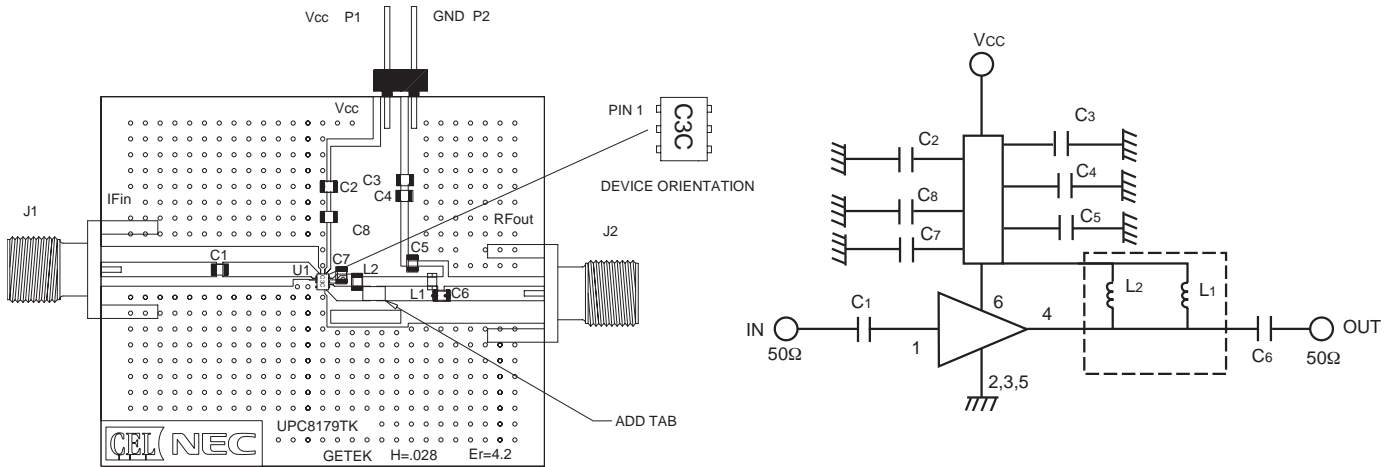 Vcc P1
GND P2
Vcc
PIN 1
C3C
DEVICE ORIENTATION
C2
C3
C4
IFin
J1
RFout
J2
C8
C1
C5
U1
C7
L2
L1
C6
ADD TAB
UPC8179TK
CEL NEC
GETEK H=.028 Er=4.2
VCC
C3
C2
C4
C8
C5
C7
L2
L1
C1
6
4
IN
OUT
50Ω
1
C6
50Ω
2,3,5